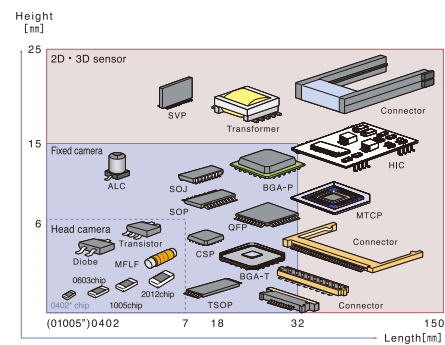 Height
[mm]
25
2D・3D sensor
SVP
Transformer
Connector
15
Fixed camera
ALC
SOJ
BGA-P
HIC
SOP
MTCP
6
Head camera
QFP
Transistor
Diobe
MFLF
CSP
BGA-T
Connector
0603chip
2012chip
0402" chip
1005chip
TSOP
Connector
(01005")0402
7
18
32
150
Length[mm]